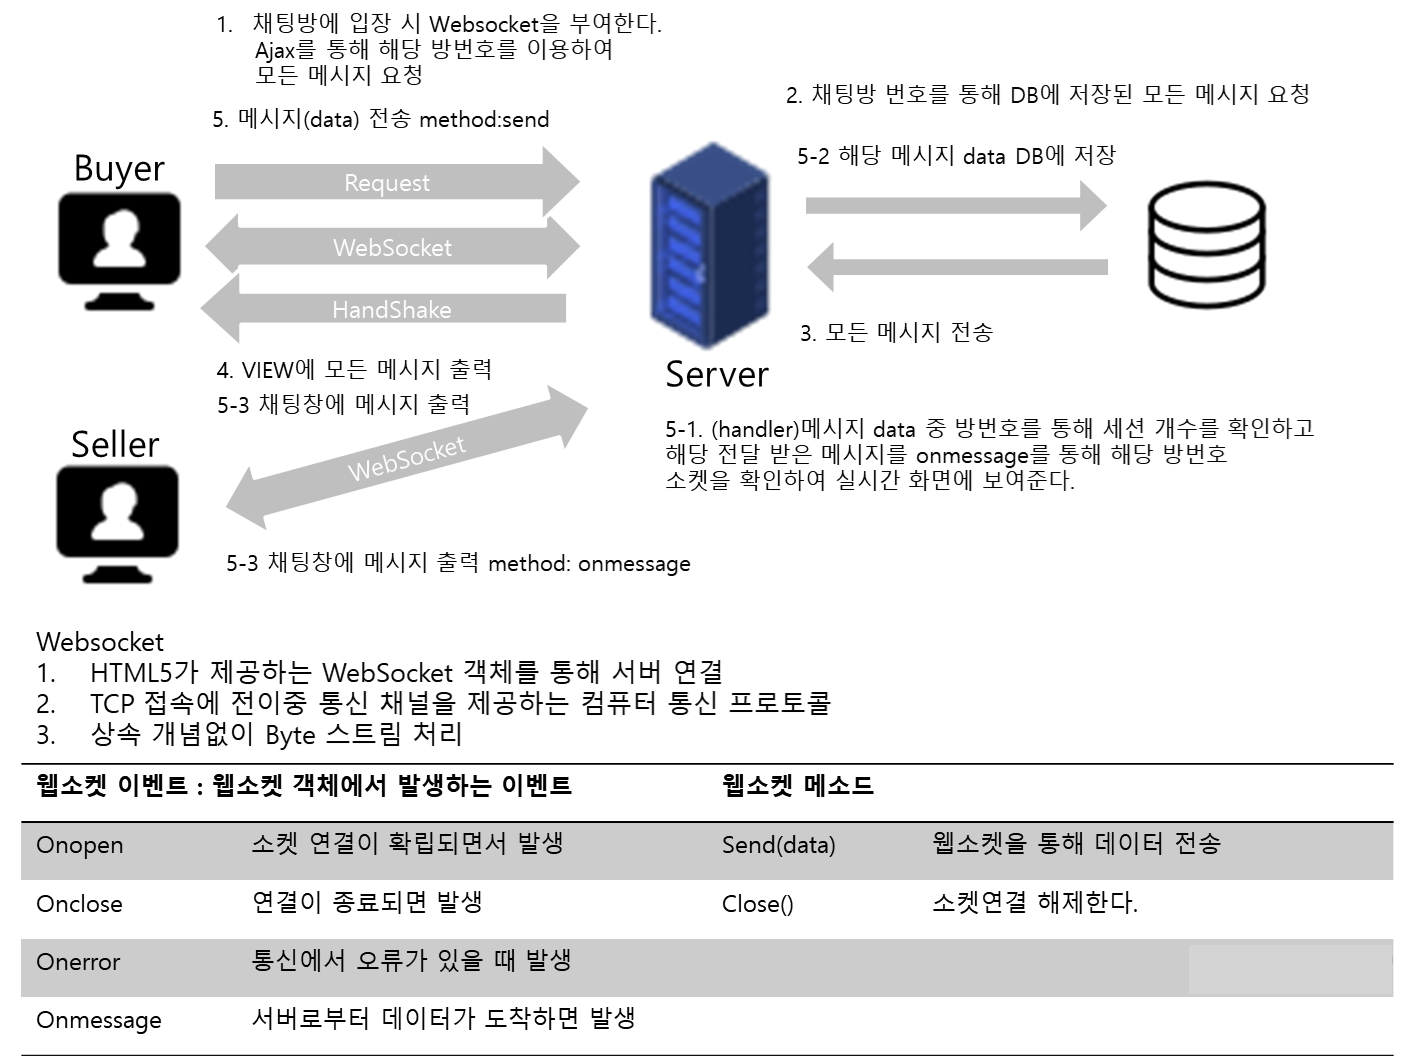 1. 채팅방에 입장 시 Websocket을 부여한다.
Ajax를 통해 해당 방번호를 이용하여
모든 메시지 요청
2. 채팅방 번호를 통해 DB에 저장된 모든 메시지 요청
5. 메시지(data) 전송 method:send
5-2 해당 메시지 data DB에 저장
Buyer
Request
WebSocket
HandShake
3. 모든 메시지 전송
4. VIEW에 모든 메시지 출력
Server
5-3 채팅창에 메시지 출력
Seller
WebSocket
5-1. (handler)메시지 data 중 방번호를 통해 세션 개수를 확인하고
해당 전달 받은 메시지를 onmessage를 통해 해당 방번호
소켓을 확인하여 실시간 화면에 보여준다.
5-3 채팅창에 메시지 출력 method: onmessage
Websocket
1. HTML5가 제공하는 WebSocket 객체를 통해 서버 연결
2. TCP 접속에 전이중 통신 채널을 제공하는 컴퓨터 통신 프로토콜
3. 상속 개념없이 Byte 스트림 처리
웹소켓 이벤트 : 웹소켓 객체에서 발생하는 이벤트 웹소켓 메소드
Onopen 소켓 연결이 확립되면서 발생 Send(data) 웹소켓을 통해 데이터 전송
Onclose 연결이 종료되면 발생 Close() 소켓연결 해제한다.
Onerror 통신에서 오류가 있을 때 발생
Onmessage 서버로부터 데이터가 도착하면 발생